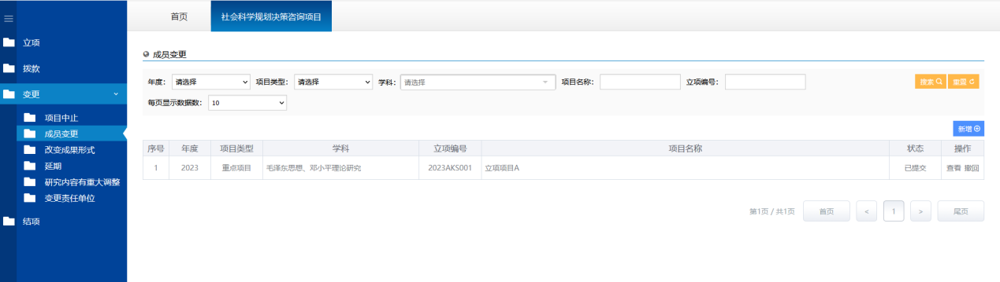 首页
社会科学规划决策咨询项目
立项
拨款
变更
项目中止
成员变更
改变成果形式
延期
研究内容有重大调整
变更责任单位
结项
成员变更
年度： 请选择 项目类型： 请选择 学科： 请选择 项目名称： 立项编号： 搜索 重置
每页显示数据数： 10
新增
序号 年度 项目类型 学科 立项编号 项目名称 状态 操作
1 2023 重点项目 毛泽东思想、邓小平理论研究 2023AKS001 立项项目A 已提交 查看 撤回
第1页 / 共1页 首页 < 1 > 尾页